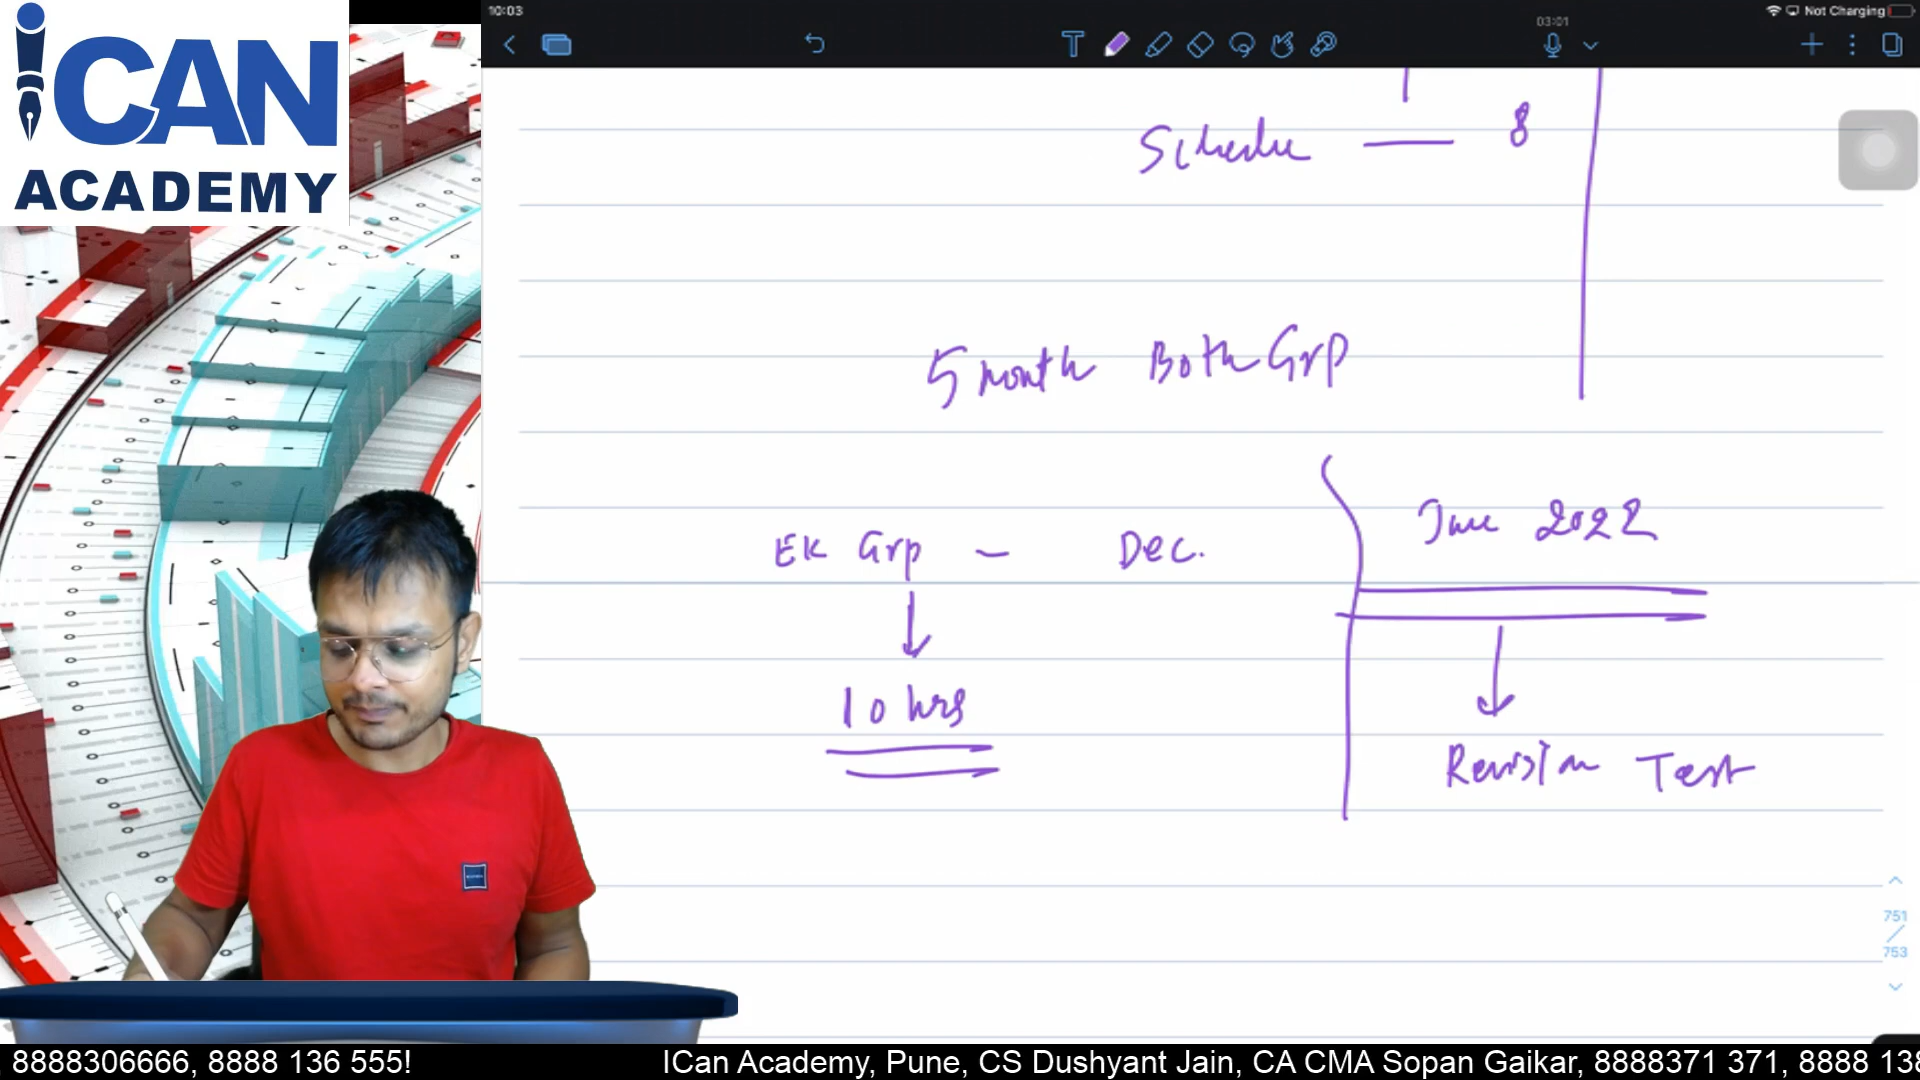 iCAN
ACADEMY
10:03
Not Charging
03:01
T
Schedule — 8
5 month Both Grp
EK Grp – Dec.
June 2022
10 hrs
Revision Test
751
753
, 8888306666, 8888 136 555!
ICan Academy, Pune, CS Dushyant Jain, CA CMA Sopan Gaikar, 8888371 371, 8888 138